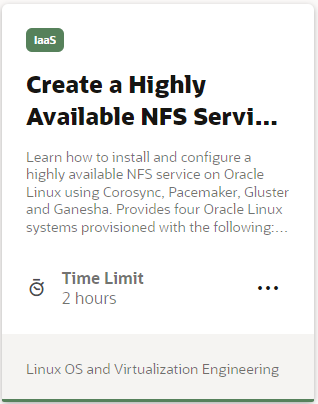 IaaS
Create a Highly
Available NFS Servi...
Learn how to install and configure a
highly available NFS service on Oracle
Linux using Corosync, Pacemaker, Gluster
and Ganesha. Provides four Oracle Linux
systems provisioned with the following:...
Time Limit
2 hours
Linux OS and Virtualization Engineering